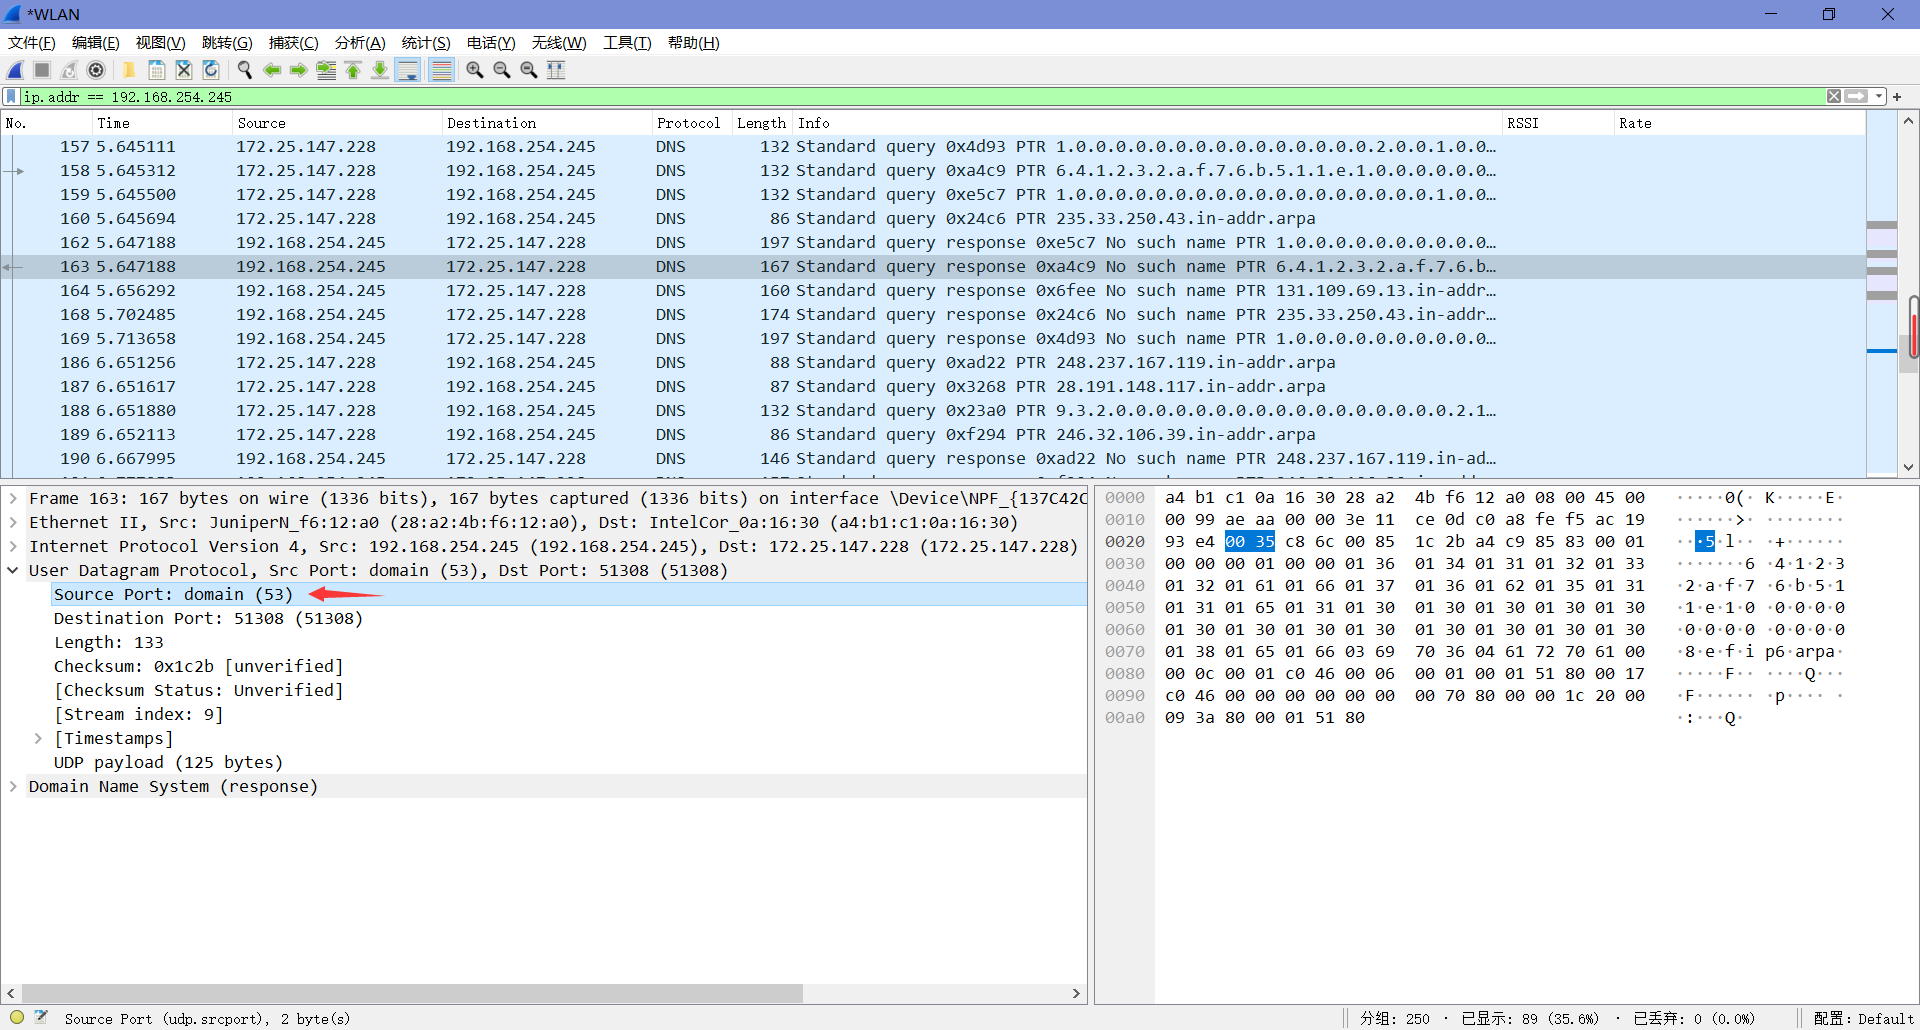 *WLAN
文件(F) 编辑(E) 视图(V) 跳转(G) 捕获(C) 分析(A) 统计(S) 电话(Y) 无线(W) 工具(T) 帮助(H)
ip.addr == 192.168.254.245
No. Time Source Destination Protocol Length Info RSSI Rate
157 5.645111 172.25.147.228 192.168.254.245 DNS 132 Standard query 0x4d93 PTR 1.0.0.0.0.0.0.0.0.0.0.0.0.0.0.0.2.0.0.1.0.0…
158 5.645312 172.25.147.228 192.168.254.245 DNS 132 Standard query 0xa4c9 PTR 6.4.1.2.3.2.a.f.7.6.b.5.1.1.e.1.0.0.0.0.0.0…
159 5.645500 172.25.147.228 192.168.254.245 DNS 132 Standard query 0xe5c7 PTR 1.0.0.0.0.0.0.0.0.0.0.0.0.0.0.0.0.0.0.1.0.0…
160 5.645694 172.25.147.228 192.168.254.245 DNS 86 Standard query 0x24c6 PTR 235.33.250.43.in-addr.arpa
162 5.647188 192.168.254.245 172.25.147.228 DNS 197 Standard query response 0xe5c7 No such name PTR 1.0.0.0.0.0.0.0.0.0.0…
163 5.647188 192.168.254.245 172.25.147.228 DNS 167 Standard query response 0xa4c9 No such name PTR 6.4.1.2.3.2.a.f.7.6.b…
164 5.656292 192.168.254.245 172.25.147.228 DNS 160 Standard query response 0x6fee No such name PTR 131.109.69.13.in-addr…
168 5.702485 192.168.254.245 172.25.147.228 DNS 174 Standard query response 0x24c6 No such name PTR 235.33.250.43.in-addr…
169 5.713658 192.168.254.245 172.25.147.228 DNS 197 Standard query response 0x4d93 No such name PTR 1.0.0.0.0.0.0.0.0.0.0…
186 6.651256 172.25.147.228 192.168.254.245 DNS 88 Standard query 0xad22 PTR 248.237.167.119.in-addr.arpa
187 6.651617 172.25.147.228 192.168.254.245 DNS 87 Standard query 0x3268 PTR 28.191.148.117.in-addr.arpa
188 6.651880 172.25.147.228 192.168.254.245 DNS 132 Standard query 0x23a0 PTR 9.3.2.0.0.0.0.0.0.0.0.0.0.0.0.0.0.0.0.0.2.1…
189 6.652113 172.25.147.228 192.168.254.245 DNS 86 Standard query 0xf294 PTR 246.32.106.39.in-addr.arpa
190 6.667995 192.168.254.245 172.25.147.228 DNS 146 Standard query response 0xad22 No such name PTR 248.237.167.119.in-ad…
Frame 163: 167 bytes on wire (1336 bits), 167 bytes captured (1336 bits) on interface \Device\NPF_{137C42C
Ethernet II, Src: JuniperN_f6:12:a0 (28:a2:4b:f6:12:a0), Dst: IntelCor_0a:16:30 (a4:b1:c1:0a:16:30)
Internet Protocol Version 4, Src: 192.168.254.245 (192.168.254.245), Dst: 172.25.147.228 (172.25.147.228)
User Datagram Protocol, Src Port: domain (53), Dst Port: 51308 (51308)
Source Port: domain (53)
Destination Port: 51308 (51308)
Length: 133
Checksum: 0x1c2b [unverified]
[Checksum Status: Unverified]
[Stream index: 9]
[Timestamps]
UDP payload (125 bytes)
Domain Name System (response)
0000 a4 b1 c1 0a 16 30 28 a2 4b f6 12 a0 08 00 45 00 ·····0(· K·····E·
0010 00 99 ae aa 00 00 3e 11 ce 0d c0 a8 fe f5 ac 19 ······>· ········
0020 93 e4 00 35 c8 6c 00 85 1c 2b a4 c9 85 83 00 01 ···5·l·· ·+······
0030 00 00 00 01 00 00 01 36 01 34 01 31 01 32 01 33 ·······6 ·4·1·2·3
0040 01 32 01 61 01 66 01 37 01 36 01 62 01 35 01 31 ·2·a·f·7 ·6·b·5·1
0050 01 31 01 65 01 31 01 30 01 30 01 30 01 30 01 30 ·1·e·1·0 ·0·0·0·0
0060 01 30 01 30 01 30 01 30 01 30 01 30 01 30 01 30 ·0·0·0·0 ·0·0·0·0
0070 01 38 01 65 01 66 03 69 70 36 04 61 72 70 61 00 ·8·e·f·i p6·arpa·
0080 00 0c 00 01 c0 46 00 06 00 01 00 01 51 80 00 17 ·····F·· ····Q···
0090 c0 46 00 00 00 00 00 00 00 70 80 00 00 1c 20 00 ·F······ ·p···· ·
00a0 09 3a 80 00 01 51 80 ·:···Q·
Source Port (udp.srcport), 2 byte(s) 分组: 250 · 已显示: 89 (35.6%) · 已丢弃: 0 (0.0%) 配置: Default